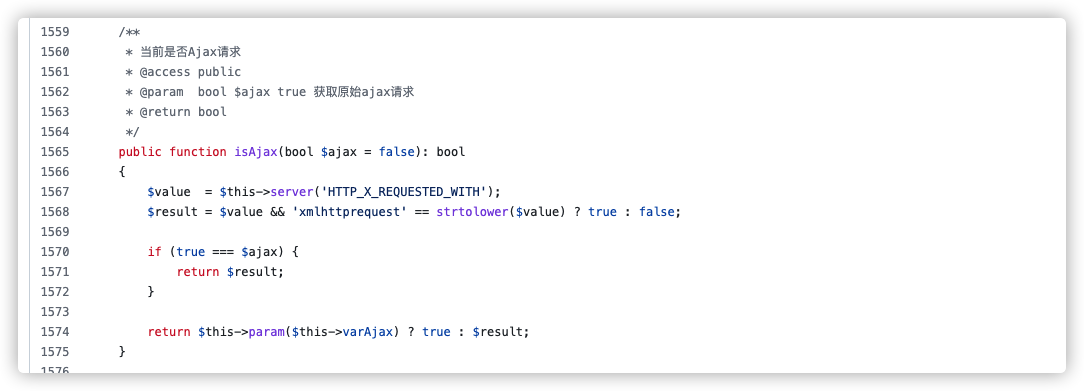 1559 /**
1560 * 当前是否Ajax请求
1561 * @access public
1562 * @param  bool $ajax true 获取原始ajax请求
1563 * @return bool
1564 */
1565 public function isAjax(bool $ajax = false): bool
1566 {
1567 $value  = $this->server('HTTP_X_REQUESTED_WITH');
1568 $result = $value && 'xmlhttprequest' == strtolower($value) ? true : false;
1569
1570 if (true === $ajax) {
1571 return $result;
1572 }
1573
1574 return $this->param($this->varAjax) ? true : $result;
1575 }
1576